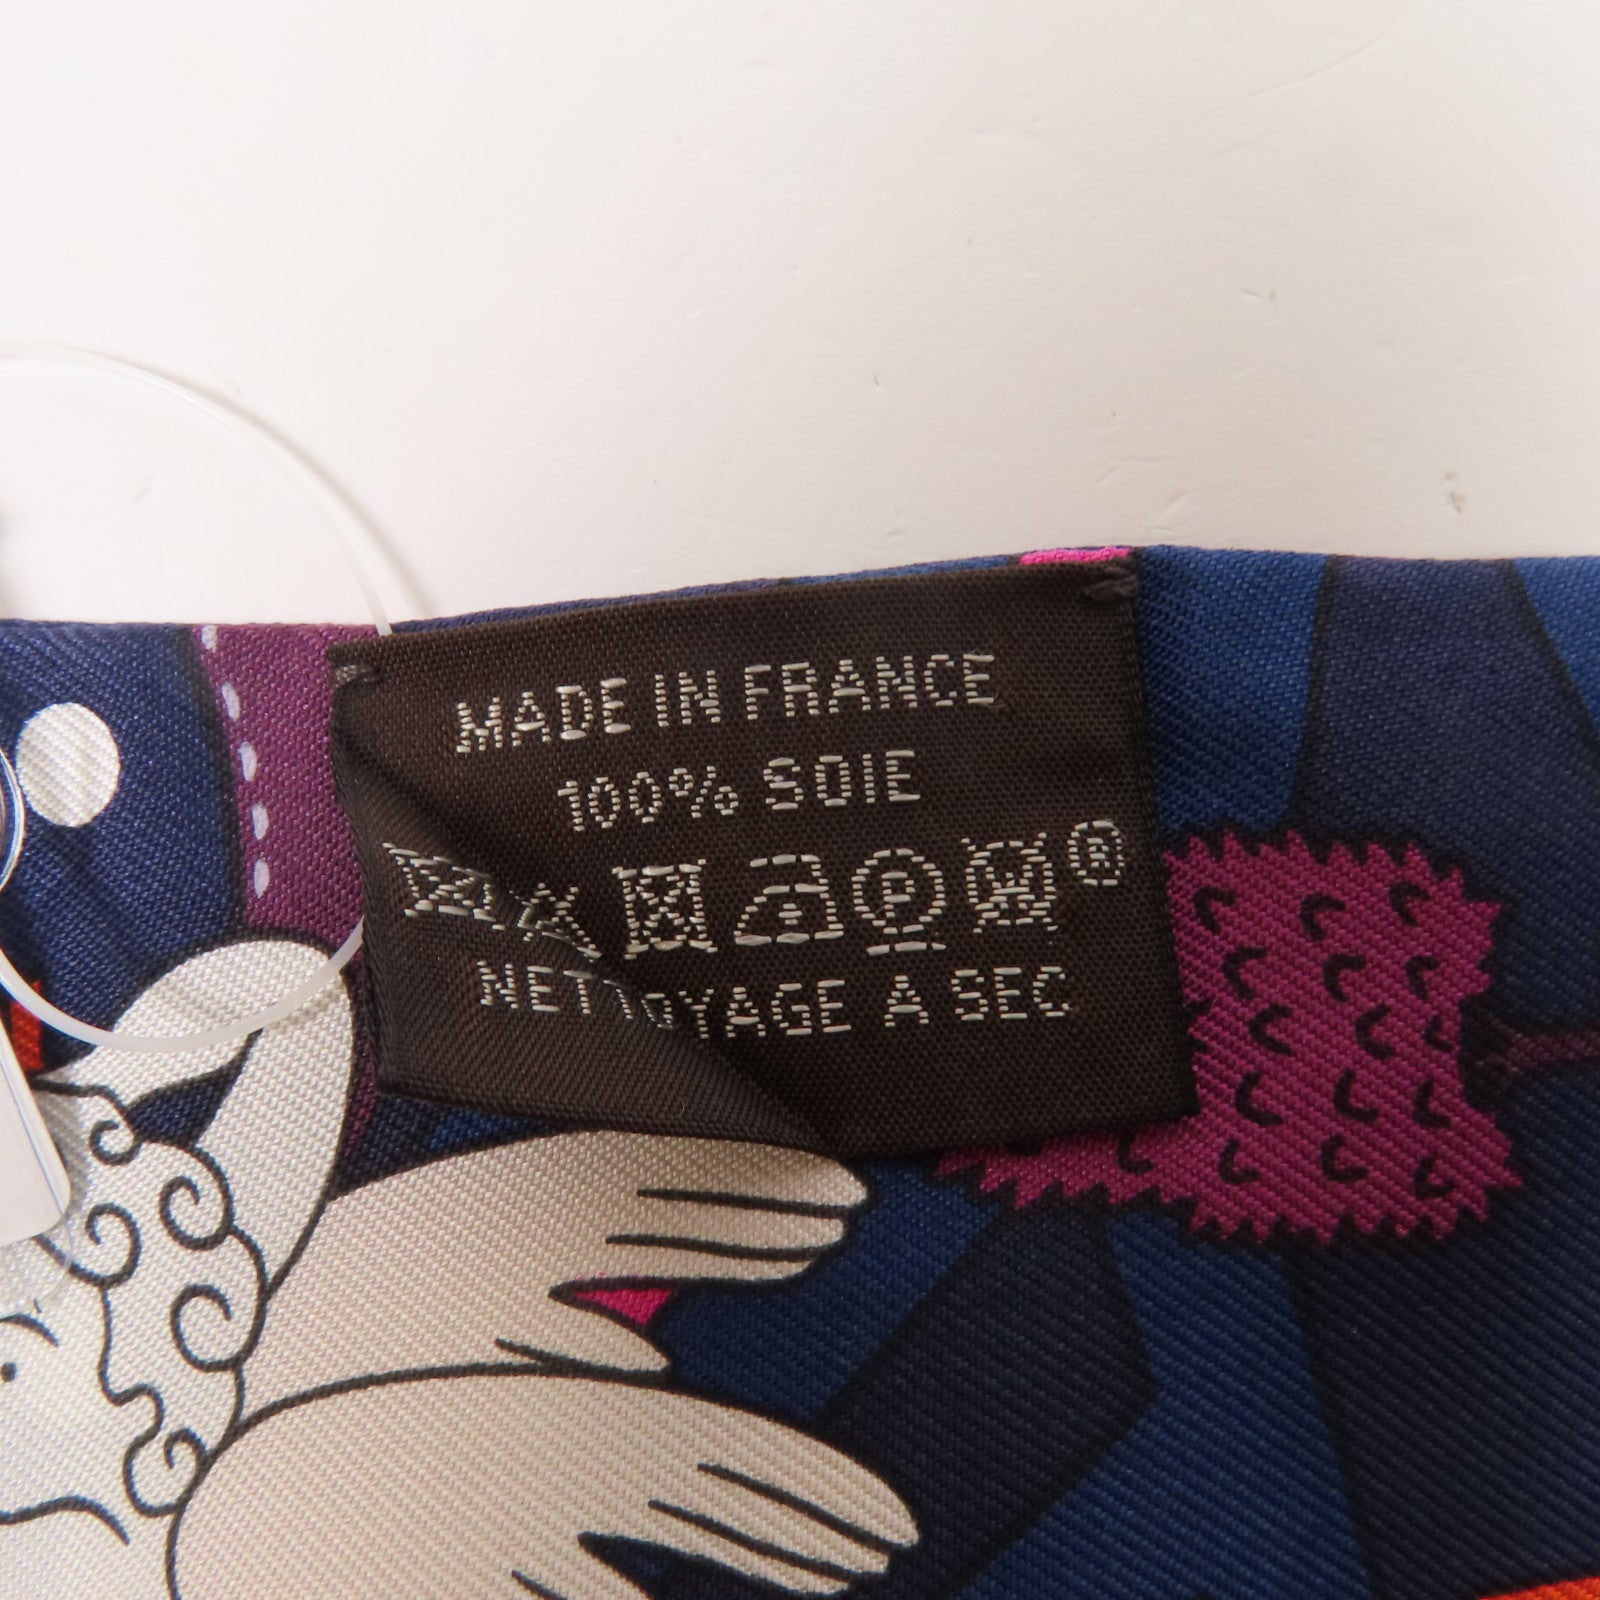 MADE IN FRANCE
100% SOIE
P W ®
NETTOYAGE A SEC